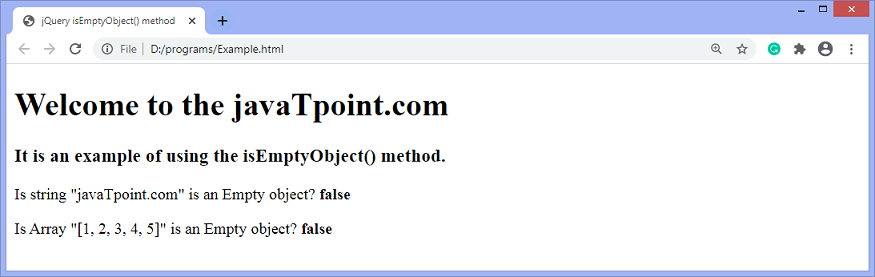 jQuery isEmptyObject() method
File | D:/programs/Example.html
Welcome to the javaTpoint.com
It is an example of using the isEmptyObject() method.
Is string "javaTpoint.com" is an Empty object? false
Is Array "[1, 2, 3, 4, 5]" is an Empty object? false